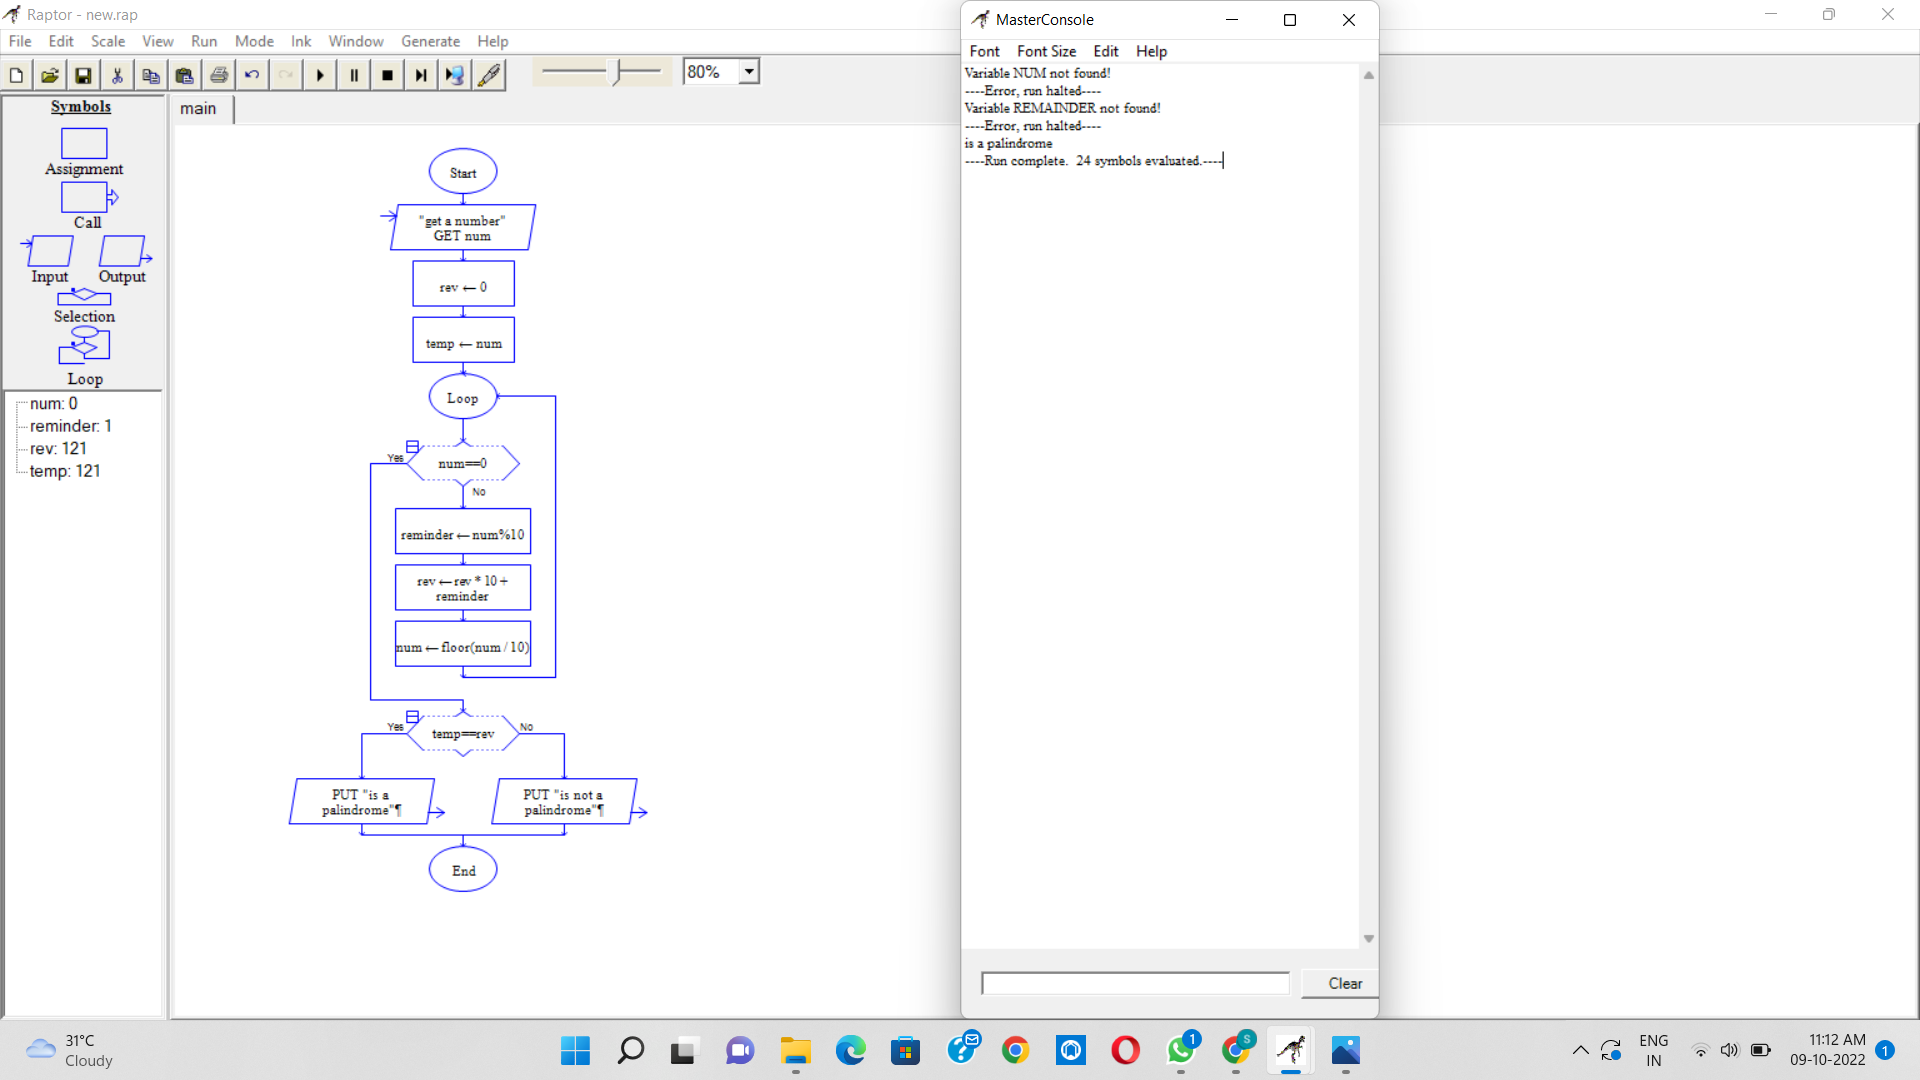 Raptor - new.rap
File Edit Scale View Run Mode Ink Window Generate Help
80%
Symbols
Assignment
Call
Input Output
Selection
Loop
num: 0
reminder: 1
rev: 121
temp: 121
main
Start
"get a number"
GET num
rev ← 0
temp ← num
Loop
Yes
num==0
No
reminder ← num%10
rev ← rev * 10 +
reminder
num ← floor(num / 10)
Yes
temp==rev
No
PUT "is a
palindrome"¶
PUT "is not a
palindrome"¶
End
MasterConsole
Font Font Size Edit Help
Variable NUM not found!
----Error, run halted----
Variable REMAINDER not found!
----Error, run halted----
is a palindrome
----Run complete.  24 symbols evaluated.----
Clear
31°C
Cloudy
1
S
ENG
IN
11:12 AM
09-10-2022
1